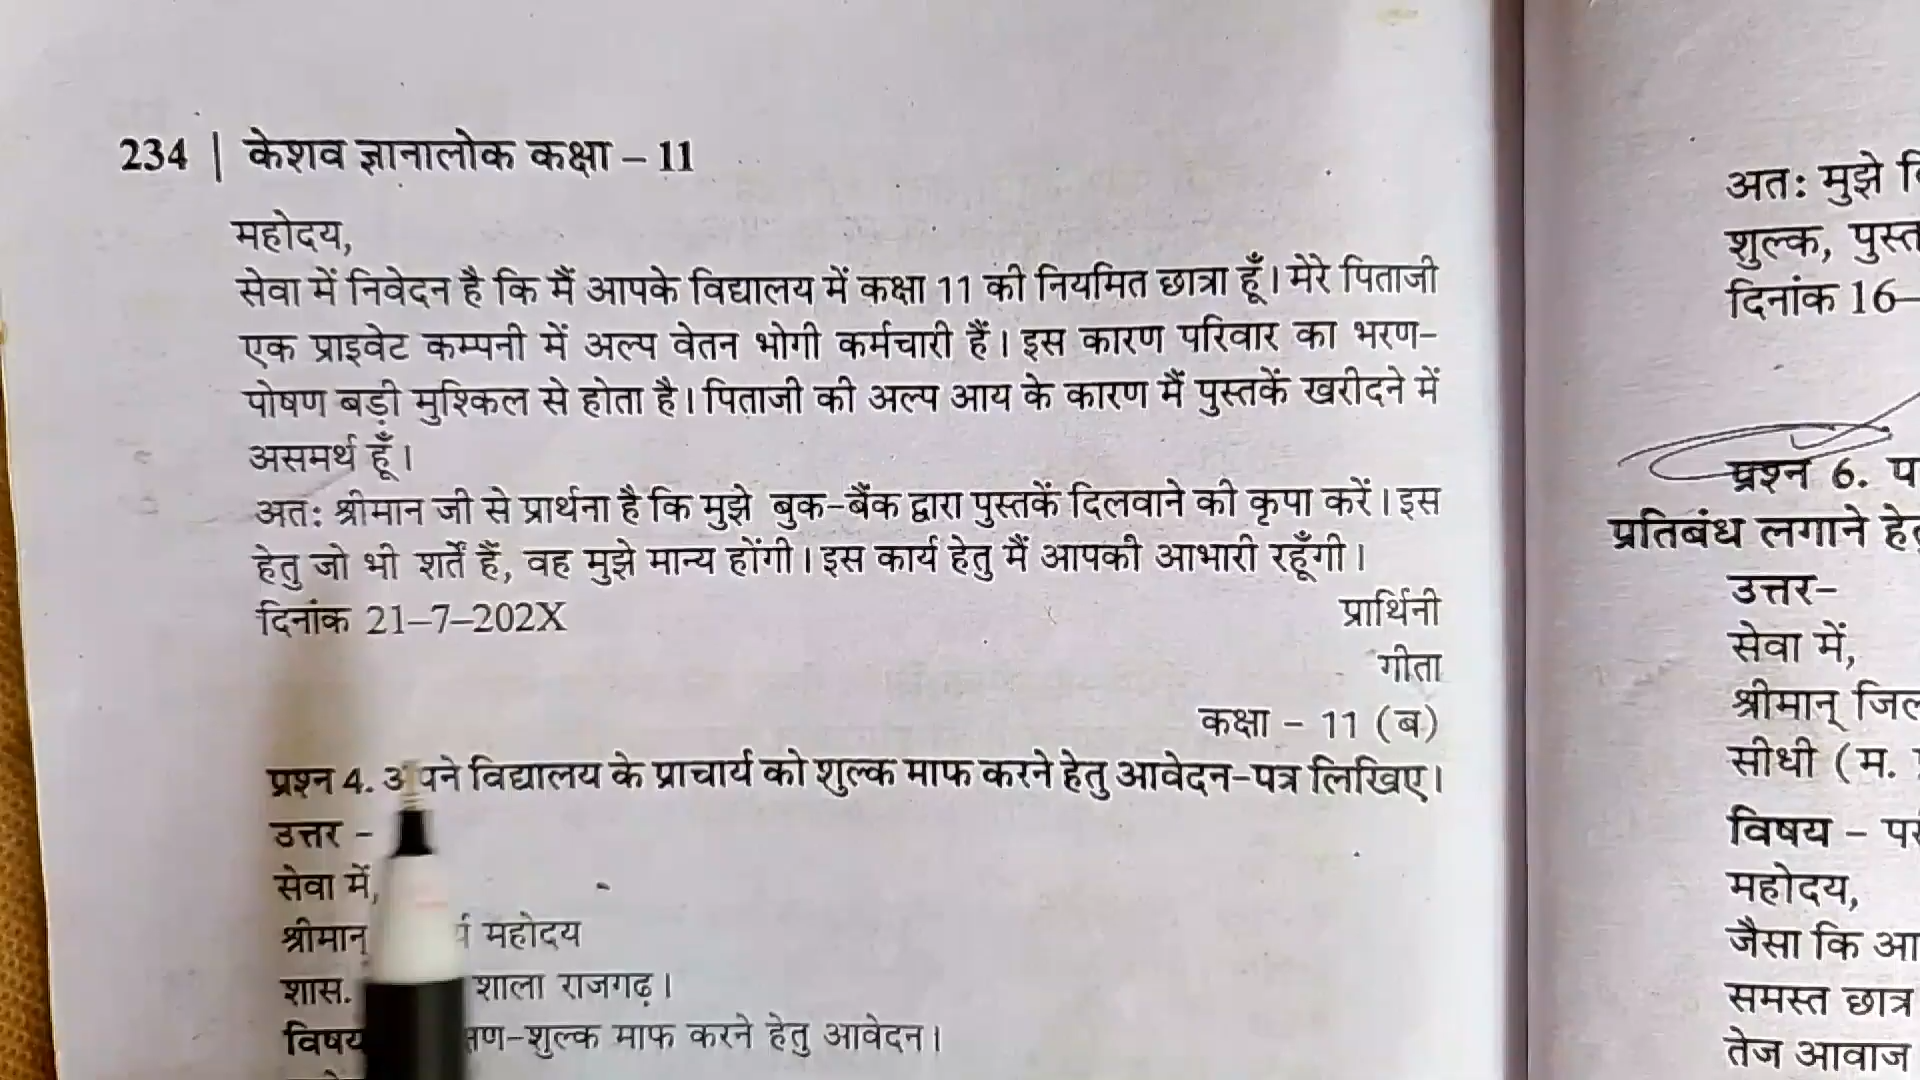 234 | केशव ज्ञानालोक कक्षा – 11
महोदय,
सेवा में निवेदन है कि मैं आपके विद्यालय में कक्षा 11 की नियमित छात्रा हूँ। मेरे पिताजी
एक प्राइवेट कम्पनी में अल्प वेतन भोगी कर्मचारी हैं। इस कारण परिवार का भरण-
पोषण बड़ी मुश्किल से होता है। पिताजी की अल्प आय के कारण मैं पुस्तकें खरीदने में
असमर्थ हूँ।
अतः श्रीमान जी से प्रार्थना है कि मुझे बुक-बैंक द्वारा पुस्तकें दिलवाने की कृपा करें। इस
हेतु जो भी शर्तें हैं, वह मुझे मान्य होंगी। इस कार्य हेतु मैं आपकी आभारी रहूँगी।
दिनांक 21–7–202X
प्रार्थिनी
गीता
कक्षा – 11 (ब)
प्रश्न 4. अपने विद्यालय के प्राचार्य को शुल्क माफ करने हेतु आवेदन-पत्र लिखिए।
उत्तर –
सेवा में,
श्रीमान् महोदय
शास. शाला राजगढ़।
विषय शुल्क माफ करने हेतु आवेदन।
अतः मुझे
शुल्क,
दिनांक 16–
प्रश्न 6.
प्रतिबंध लगाने
उत्तर–
सेवा में,
श्रीमान्
सीधी (म.
विषय –
महोदय,
जैसा कि
समस्त छात्र
तेज आवाज